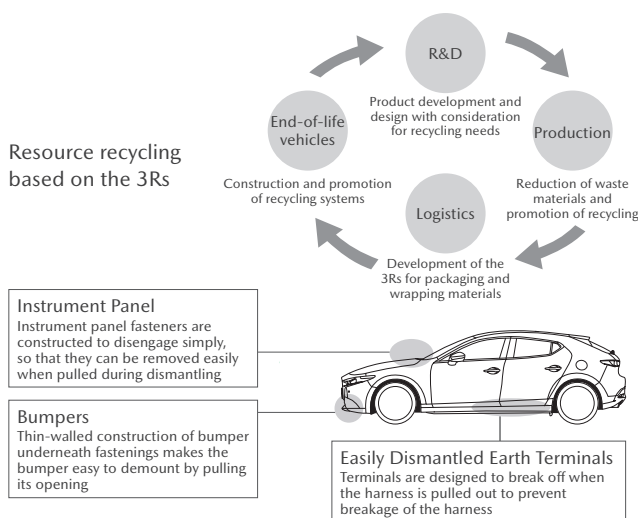 R&D
Product development and
design with consideration
for recycling needs
End-of-life
vehicles
Construction and promotion
of recycling systems
Production
Reduction of waste
materials and
promotion of recycling
Logistics
Development of the
3Rs for packaging and
wrapping materials
Resource recycling
based on the 3Rs
Instrument Panel
Instrument panel fasteners are
constructed to disengage simply,
so that they can be removed easily
when pulled during dismantling
Bumpers
Thin-walled construction of bumper
underneath fastenings makes the
bumper easy to demount by pulling
its opening
Easily Dismantled Earth Terminals
Terminals are designed to break off when
the harness is pulled out to prevent
breakage of the harness